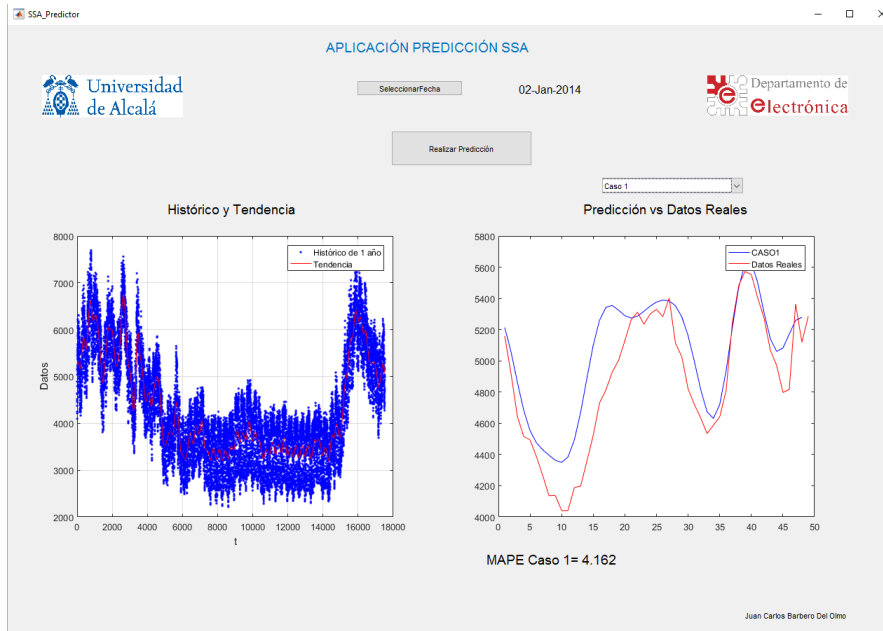 SSA_Predictor
APLICACIÓN PREDICCIÓN SSA
Universidad
de Alcalá
SeleccionarFecha
02-Jan-2014
Departamento de
electrónica
Realizar Predicción
Caso 1
Histórico y Tendencia
8000
7000
6000
5000
4000
3000
2000
Datos
Histórico de 1 año
Tendencia
0 2000 4000 6000 8000 10000 12000 14000 16000 18000
t
Predicción vs Datos Reales
5800
5600
5400
5200
5000
4800
4600
4400
4200
4000
CASO1
Datos Reales
0 5 10 15 20 25 30 35 40 45 50
MAPE Caso 1= 4.162
Juan Carlos Barbero Del Olmo